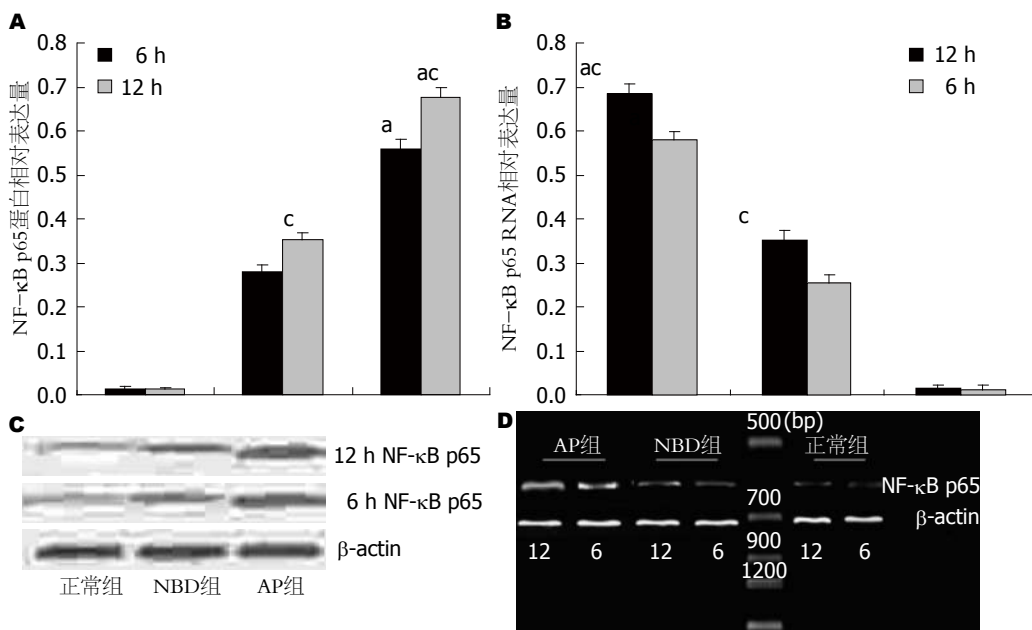 A
NF-κB p65蛋白相对表达量
0.8
0.7
0.6
0.5
0.4
0.3
0.2
0.1
0.0
6 h
12 h
c
a
ac
B
NF-κB p65 RNA相对表达量
0.8
0.7
0.6
0.5
0.4
0.3
0.2
0.1
0.0
12 h
6 h
ac
c
C
12 h NF-κB p65
6 h NF-κB p65
β-actin
正常组 NBD组 AP组
D
500 (bp)
AP组 NBD组 正常组
NF-κB p65
700
β-actin
12 6 12 6 900 12 6
1200